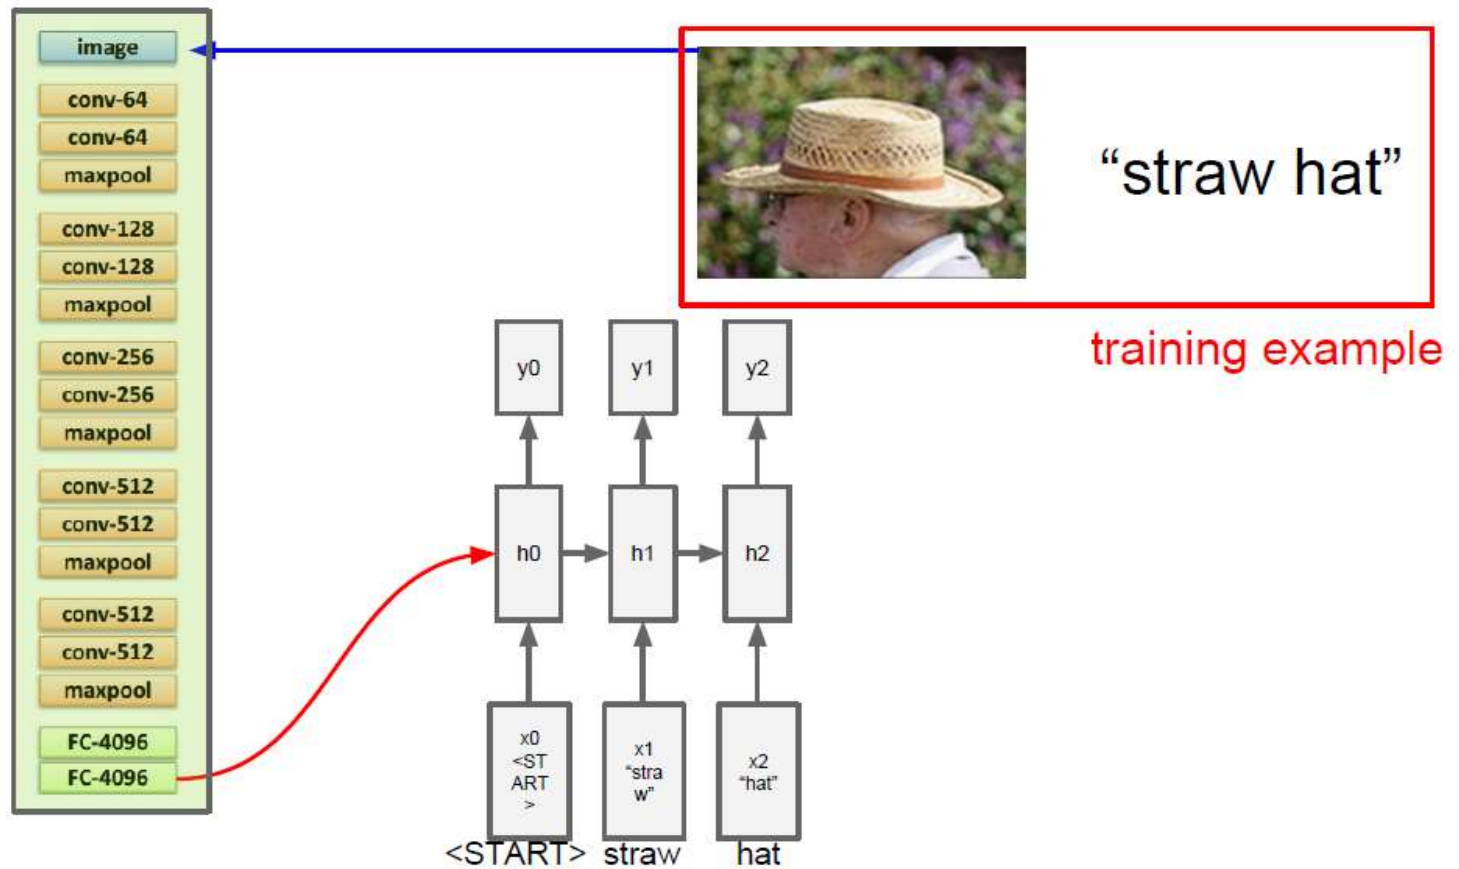 image
conv-64
conv-64
maxpool
conv-128
conv-128
maxpool
conv-256
conv-256
maxpool
conv-512
conv-512
maxpool
conv-512
conv-512
maxpool
FC-4096
FC-4096
“straw hat”
training example
y0 y1 y2
h0 h1 h2
x0
<ST
ART
>
x1
“stra
w”
x2
“hat”
<START> straw hat